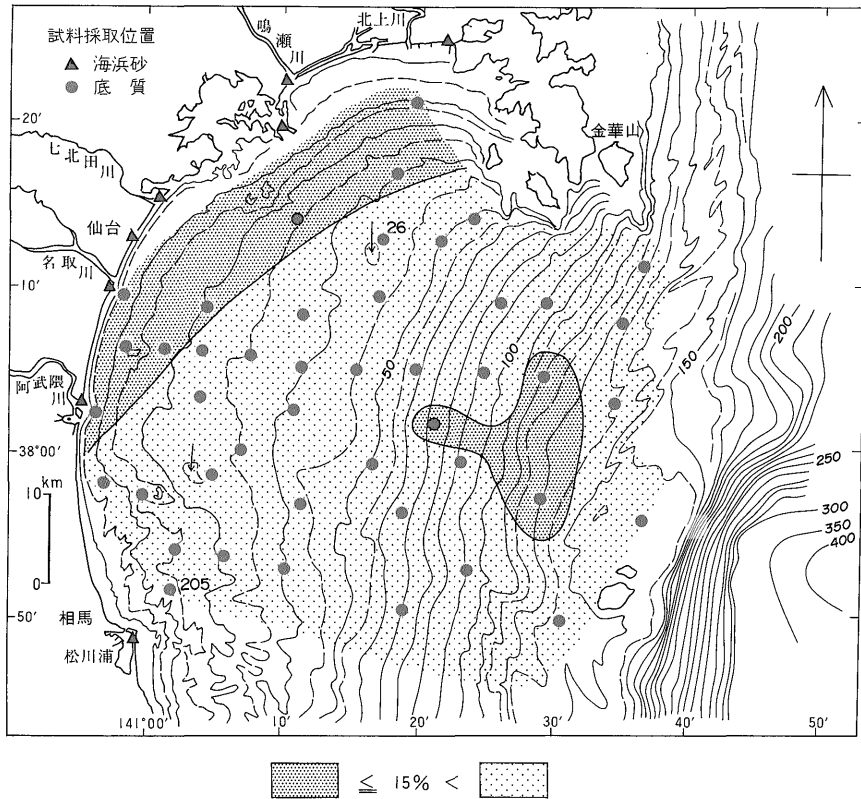 試料採取位置
海浜砂
底質
鳴瀬川
北上川
金華山
七北田川
仙台
名取川
阿武隈川
相馬
松川浦
20'
10'
38°00'
50'
10
km
0
26
205
50
100
150
200
250
300
350
400
141°00'
10'
20'
30'
40'
50'
≦ 15% <